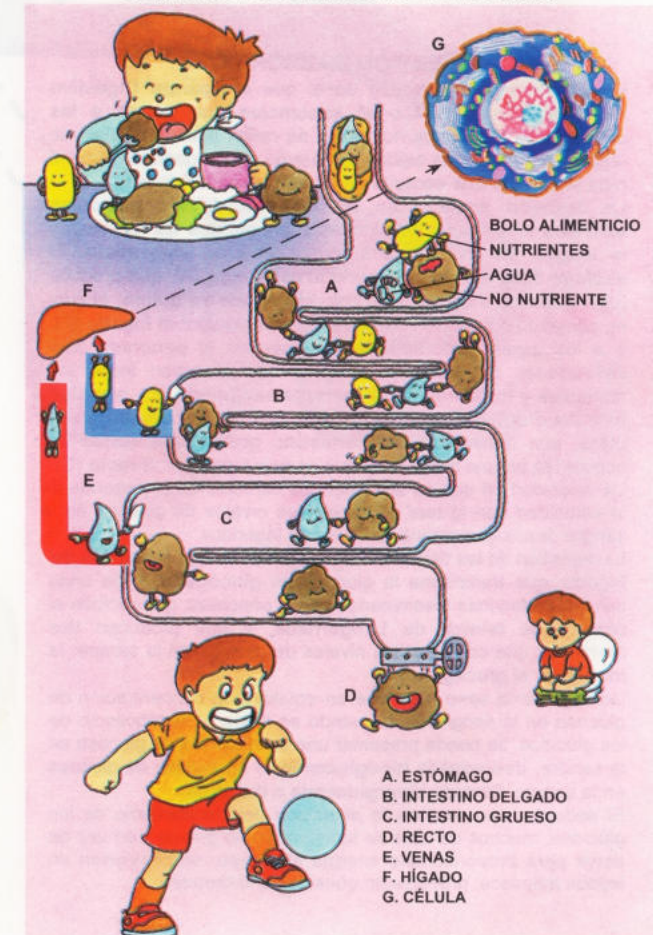 G
BOLO ALIMENTICIO
NUTRIENTES
AGUA
NO NUTRIENTE
A
F
B
E
C
D
A. ESTÓMAGO
B. INTESTINO DELGADO
C. INTESTINO GRUESO
D. RECTO
E. VENAS
F. HÍGADO
G. CÉLULA